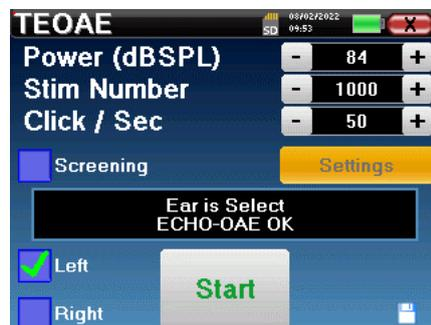 TEOAE SD 03/02/2022 09:53 X
Power (dBSPL) - 84 +
Stim Number - 1000 +
Click / Sec - 50 +
Screening Settings
Ear is Select
ECHO-OAE OK
Left
Start
Right